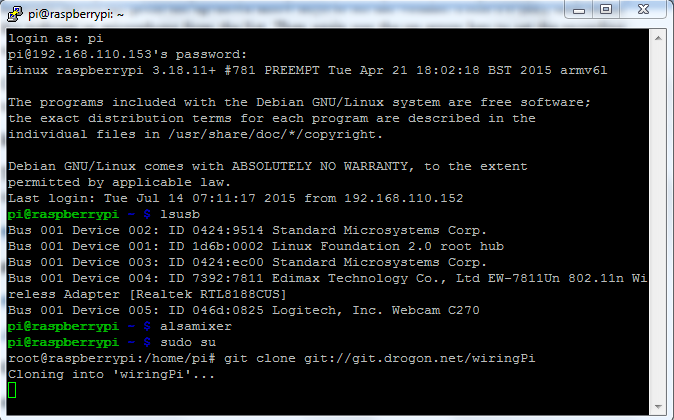 pi@raspberrypi: ~
login as: pi
pi@192.168.110.153's password:
Linux raspberrypi 3.18.11+ #781 PREEMPT Tue Apr 21 18:02:18 BST 2015 armv6l
The programs included with the Debian GNU/Linux system are free software;
the exact distribution terms for each program are described in the
individual files in /usr/share/doc/*/copyright.
Debian GNU/Linux comes with ABSOLUTELY NO WARRANTY, to the extent
permitted by applicable law.
Last login: Tue Jul 14 07:11:17 2015 from 192.168.110.152
pi@raspberrypi ~ $ lsusb
Bus 001 Device 002: ID 0424:9514 Standard Microsystems Corp.
Bus 001 Device 001: ID 1d6b:0002 Linux Foundation 2.0 root hub
Bus 001 Device 003: ID 0424:ec00 Standard Microsystems Corp.
Bus 001 Device 004: ID 7392:7811 Edimax Technology Co., Ltd EW-7811Un 802.11n Wi
reless Adapter [Realtek RTL8188CUS]
Bus 001 Device 005: ID 046d:0825 Logitech, Inc. Webcam C270
pi@raspberrypi ~ $ alsamixer
pi@raspberrypi ~ $ sudo su
root@raspberrypi:/home/pi# git clone git://git.drogon.net/wiringPi
Cloning into 'wiringPi'...